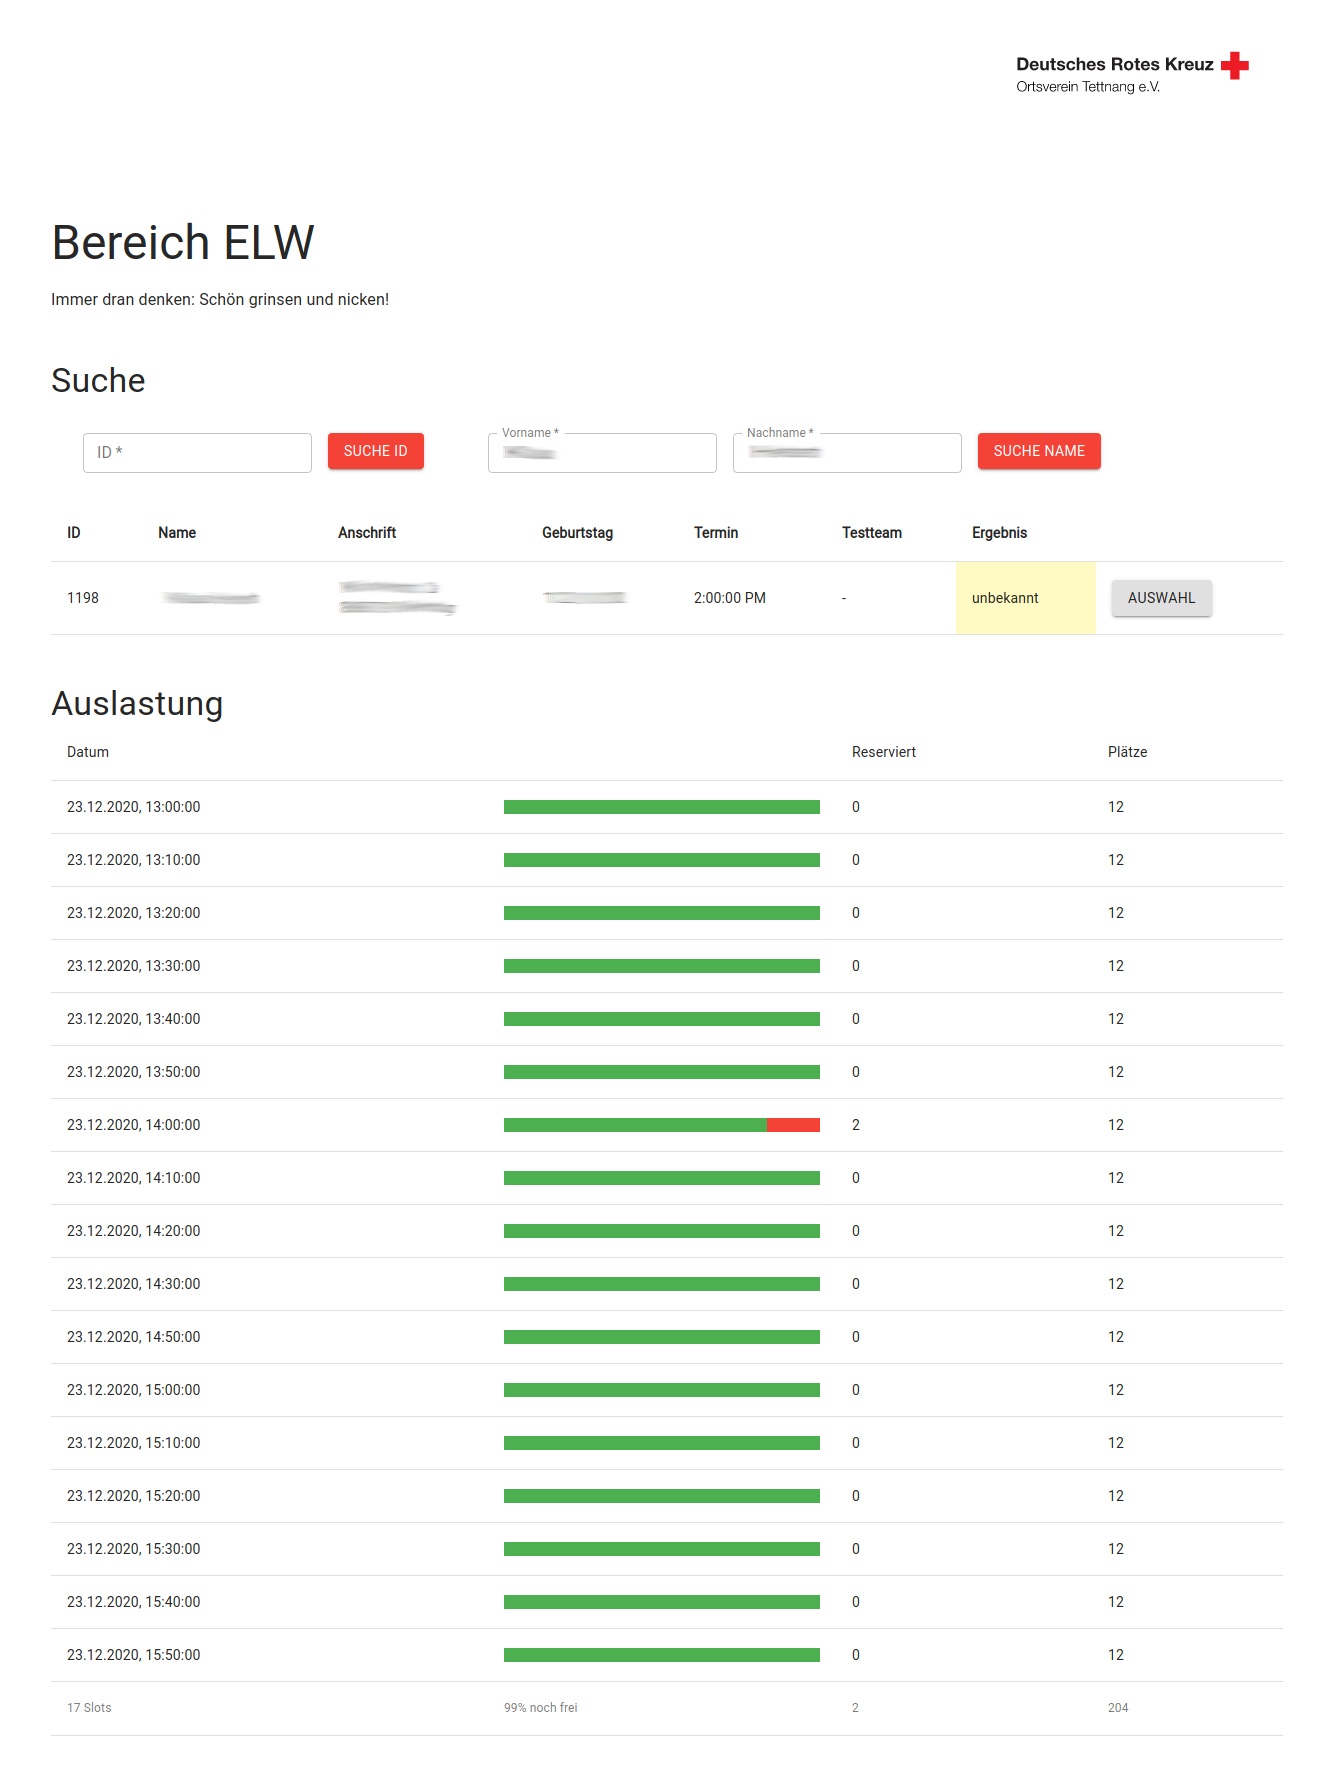 Deutsches Rotes Kreuz
Ortsverein Tettnang e.V.
Bereich ELW
Immer dran denken: Schön grinsen und nicken!
Suche
ID *
SUCHE ID
Vorname *
Nachname *
SUCHE NAME
ID Name Anschrift Geburtstag Termin Testteam Ergebnis
1198 2:00:00 PM - unbekannt AUSWAHL
Auslastung
Datum Reserviert Plätze
23.12.2020, 13:00:00 0 12
23.12.2020, 13:10:00 0 12
23.12.2020, 13:20:00 0 12
23.12.2020, 13:30:00 0 12
23.12.2020, 13:40:00 0 12
23.12.2020, 13:50:00 0 12
23.12.2020, 14:00:00 2 12
23.12.2020, 14:10:00 0 12
23.12.2020, 14:20:00 0 12
23.12.2020, 14:30:00 0 12
23.12.2020, 14:50:00 0 12
23.12.2020, 15:00:00 0 12
23.12.2020, 15:10:00 0 12
23.12.2020, 15:20:00 0 12
23.12.2020, 15:30:00 0 12
23.12.2020, 15:40:00 0 12
23.12.2020, 15:50:00 0 12
17 Slots 99% noch frei 2 204